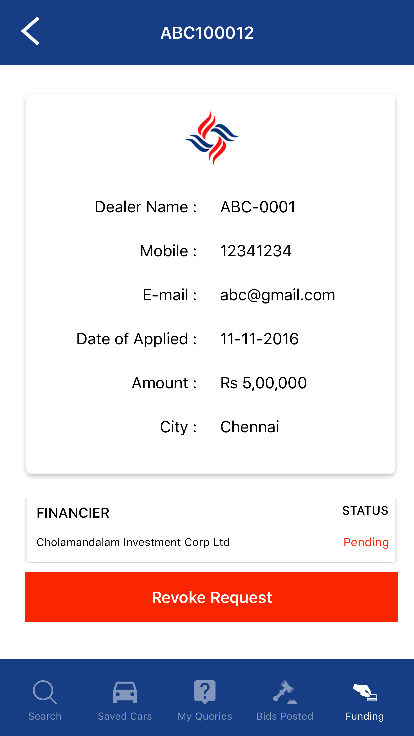 ABC100012
Dealer Name : ABC-0001
Mobile : 12341234
E-mail : abc@gmail.com
Date of Applied : 11-11-2016
Amount : Rs 5,00,000
City : Chennai
FINANCIER STATUS
Cholamandalam Investment Corp Ltd Pending
Revoke Request
Search Saved Cars My Queries Bids Posted Funding